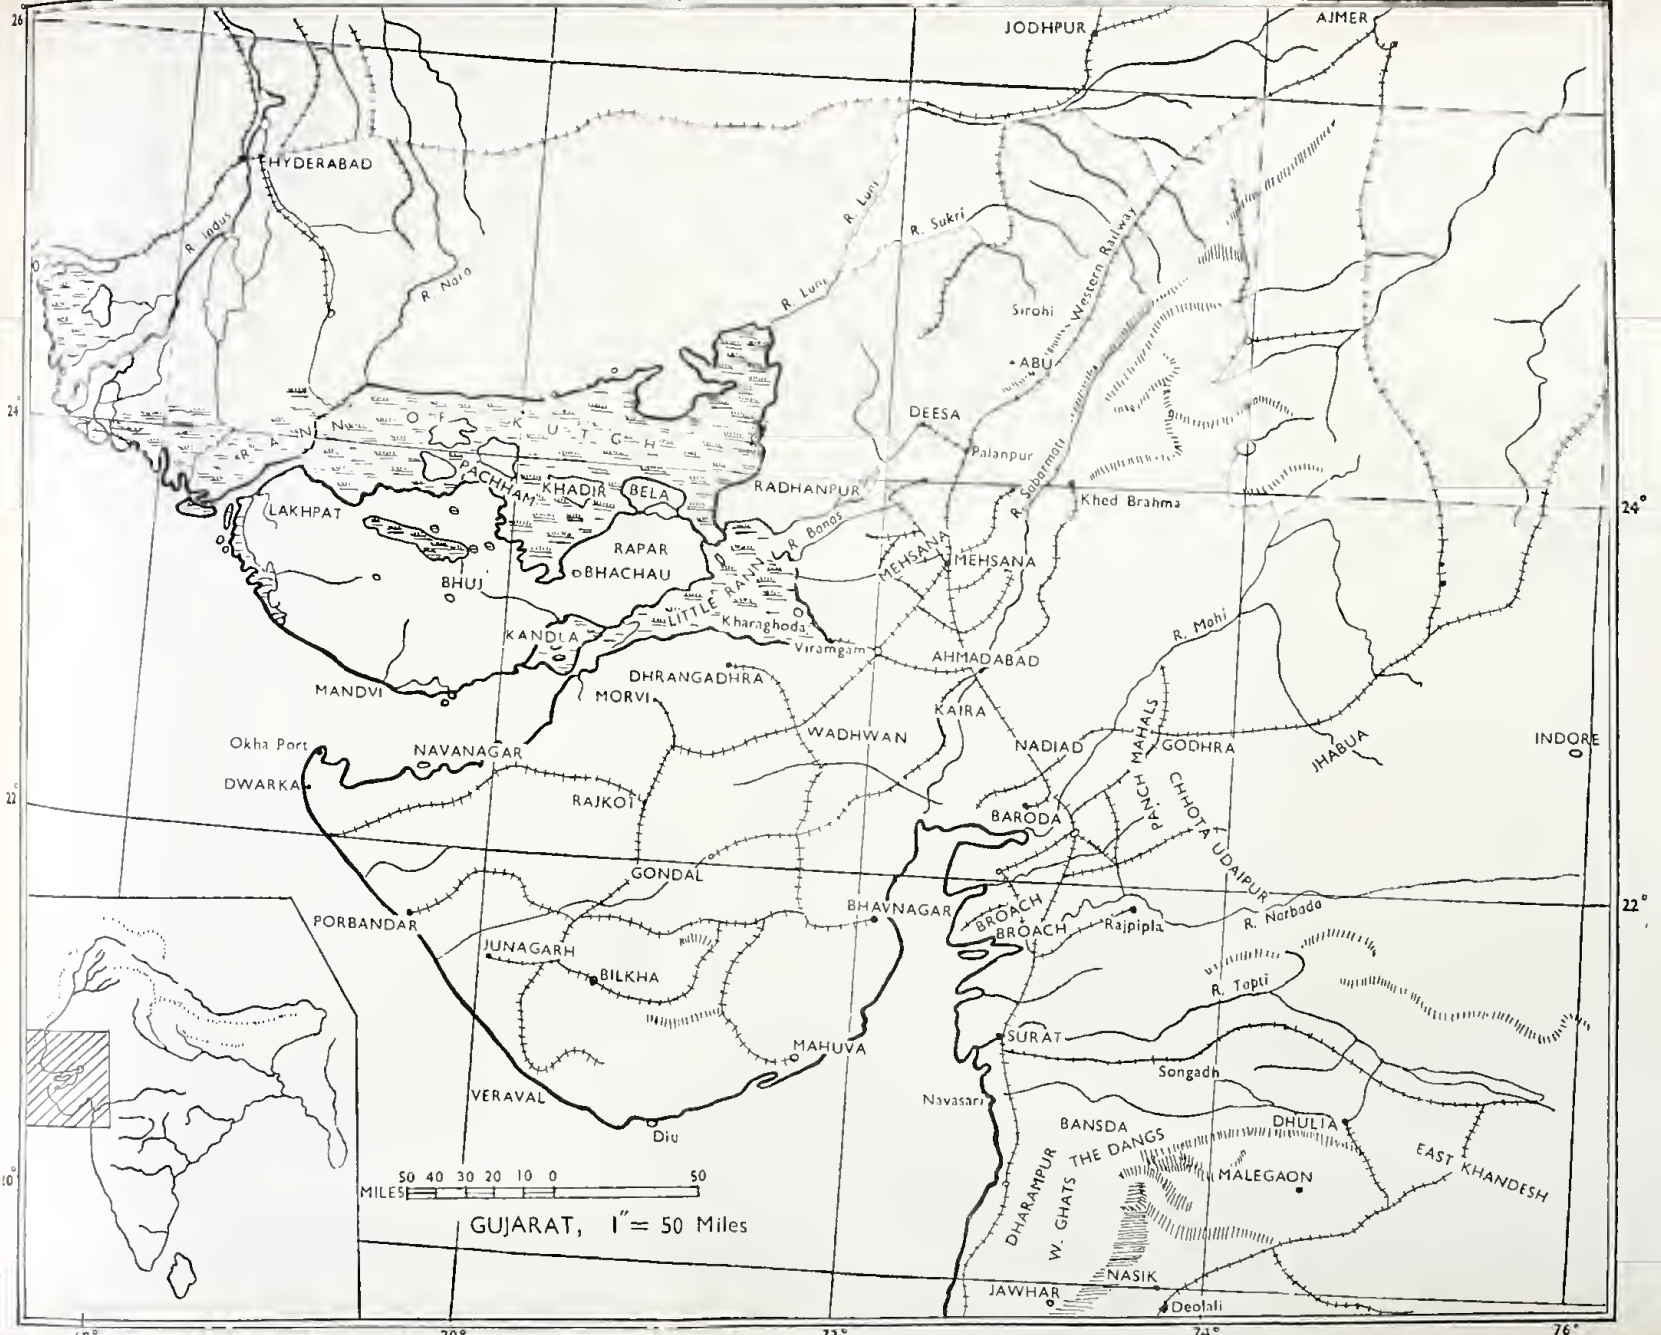 26°
JODHPUR
AJMER
HYDERABAD
R. Indus
R. Luni
R. Sukri
R. Nara
R. Luni
Western Railway
Sirohi
ABU
24°
RANN OF KUTCH
DEESA
Palanpur
R. Sabarmati
PACHHAM
KHADIR
BELA
RADHANPUR
Khed Brahma
24°
LAKHPAT
R. Banas
RAPAR
MEHSANA
MEHSANA
BHACHAU
BHUJ
LITTLE RANN
Kharaghoda
KANDLA
R. Mahi
Viramgam
AHMADABAD
DHRANGADHRA
MANDVI
MORVI
KAIRA
Okha Port
NAVANAGAR
WADHWAN
NADIAD
PANCH MAHALS
GODHRA
JHABUA
INDORE
DWARKA
22°
RAJKOT
BARODA
CHHOTA UDAIPUR
GONDAL
PORBANDAR
BHAVNAGAR
BROACH
BROACH
Rajpipla
R. Narbada
22°
JUNAGARH
BILKHA
R. Tapti
SURAT
MAHUVA
Songadh
VERAVAL
Navasari
Diu
BANSDA
DHULIA
THE DANGS
EAST KHANDESH
MALEGAON
DHARAMPUR
W. GHATS
50 40 30 20 10 0 50
MILES
GUJARAT, 1"= 50 Miles
NASIK
JAWHAR
Deolali
70°
72°
74°
76°